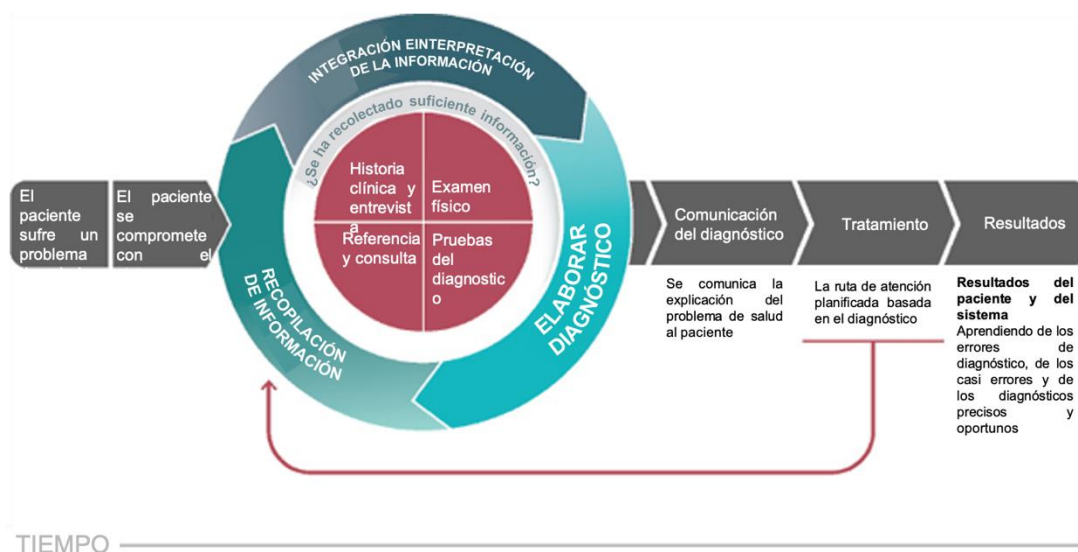 INTEGRACIÓN EINTERPRETACIÓN
DE LA INFORMACIÓN
¿Se ha recolectado suficiente información?
El
paciente
sufre un
problema
El paciente
se
compromete
con el
Historia
clínica y
entrevist
a
Examen
físico
Referencia
y consulta
Pruebas
del
diagnostic
o
RECOPILACIÓN
DE INFORMACIÓN
ELABORAR
DIAGNÓSTICO
Comunicación
del diagnóstico
Tratamiento
Resultados
Se comunica la
explicación del
problema de salud
al paciente
La ruta de atención
planificada basada
en el diagnóstico
Resultados del
paciente y del
sistema
Aprendiendo de los
errores de
diagnóstico, de los
casi errores y de
los diagnósticos
precisos y
oportunos
TIEMPO